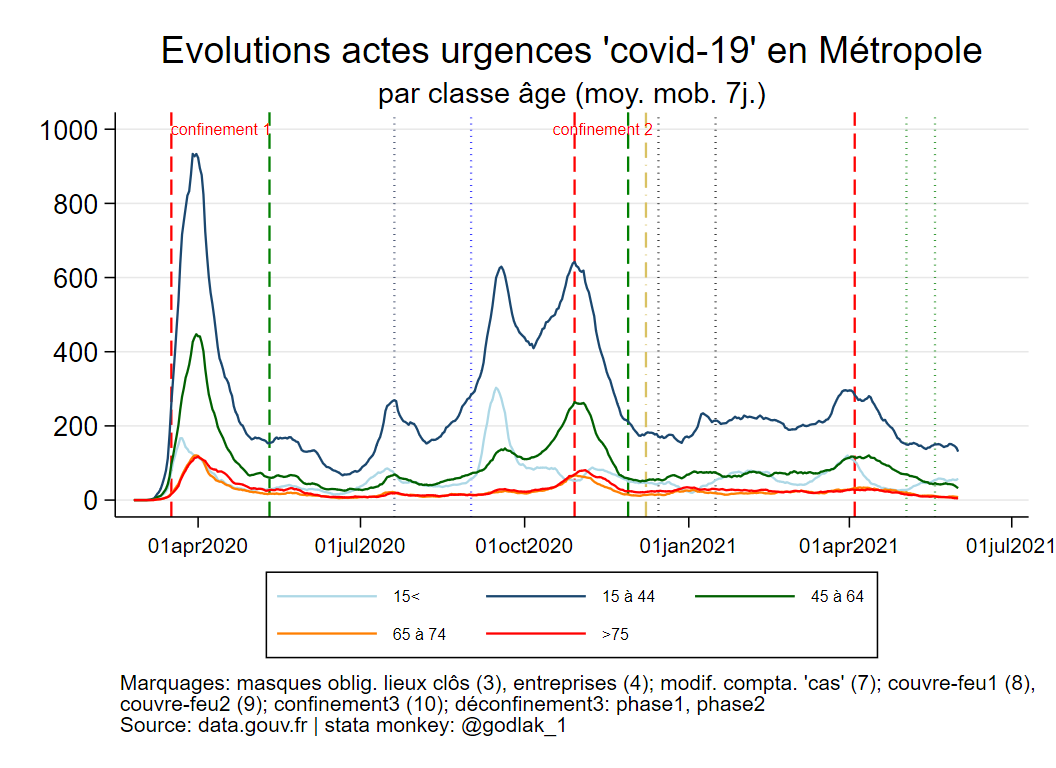 Evolutions actes urgences 'covid-19' en Métropole
par classe âge (moy. mob. 7j.)
confinement 1
confinement 2
1000
800
600
400
200
0
01apr2020
01jul2020
01oct2020
01jan2021
01apr2021
01jul2021
15<
15 à 44
45 à 64
65 à 74
>75
Marquages: masques oblig. lieux clôs (3), entreprises (4); modif. compta. 'cas' (7); couvre-feu1 (8),
couvre-feu2 (9); confinement3 (10); déconfinement3: phase1, phase2
Source: data.gouv.fr | stata monkey: @godlak_1